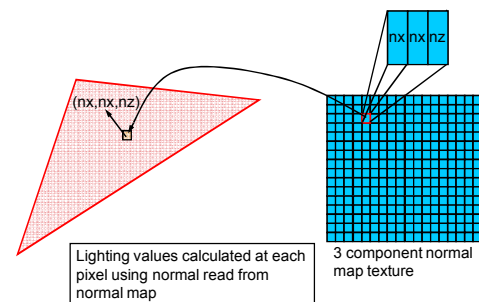 nx nx nz
(nx,nx,nz)
Lighting values calculated at each
pixel using normal read from
normal map
3 component normal
map texture